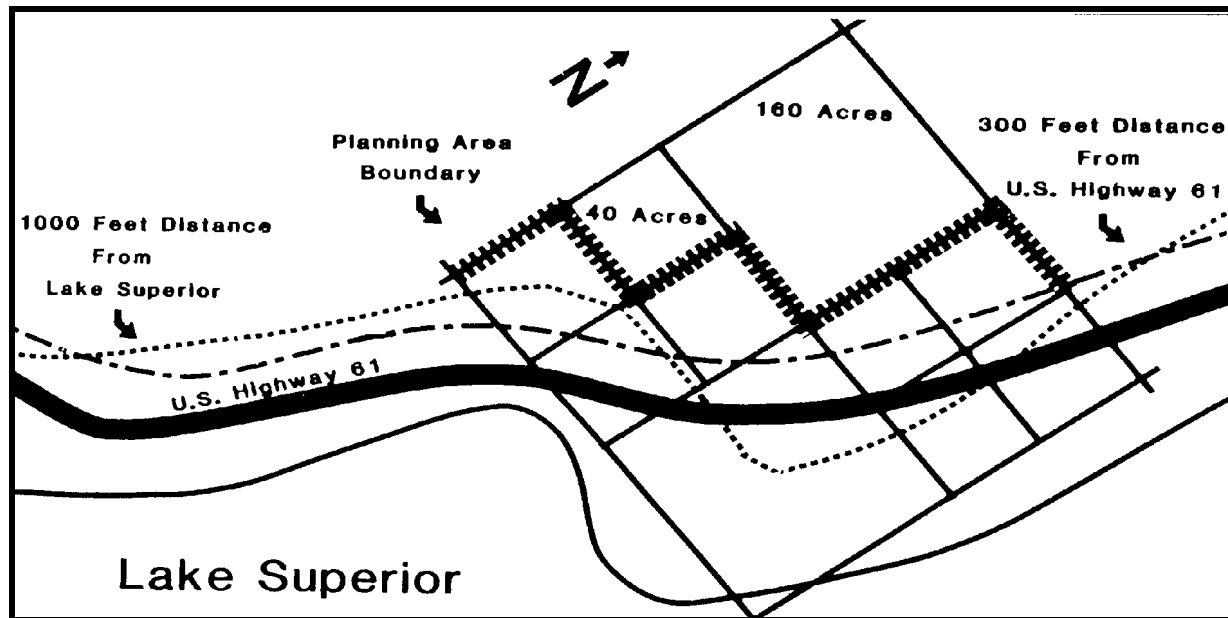 N
160 Acres
300 Feet Distance
From
U.S. Highway 61
Planning Area
Boundary
40 Acres
1000 Feet Distance
From
Lake Superior
U.S. Highway 61
Lake Superior